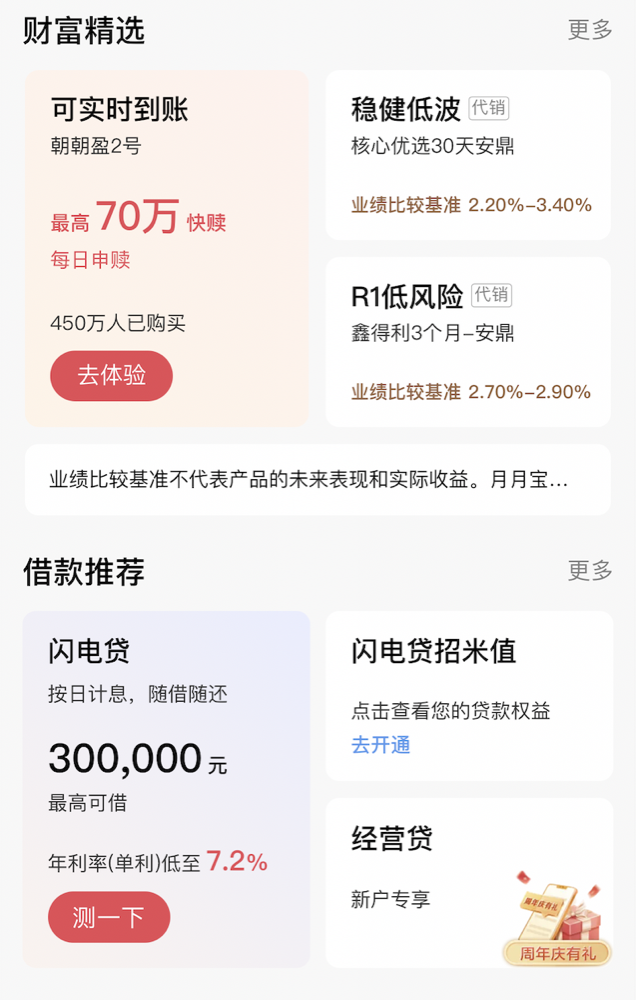 财富精选
更多
可实时到账
朝朝盈2号
最高 70万 快赎
每日申赎
450万人已购买
去体验
稳健低波 代销
核心优选30天安鼎
业绩比较基准 2.20%-3.40%
R1低风险 代销
鑫得利3个月-安鼎
业绩比较基准 2.70%-2.90%
业绩比较基准不代表产品的未来表现和实际收益。月月宝...
借款推荐
更多
闪电贷
按日计息，随借随还
300,000 元
最高可借
年利率(单利)低至 7.2%
测一下
闪电贷招米值
点击查看您的贷款权益
去开通
经营贷
新户专享
周年庆有礼
周年庆有礼